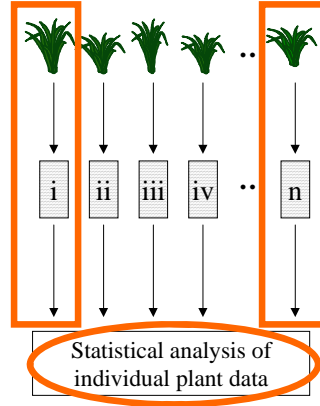 ..
i ii iii iv .. n
Statistical analysis of
individual plant data